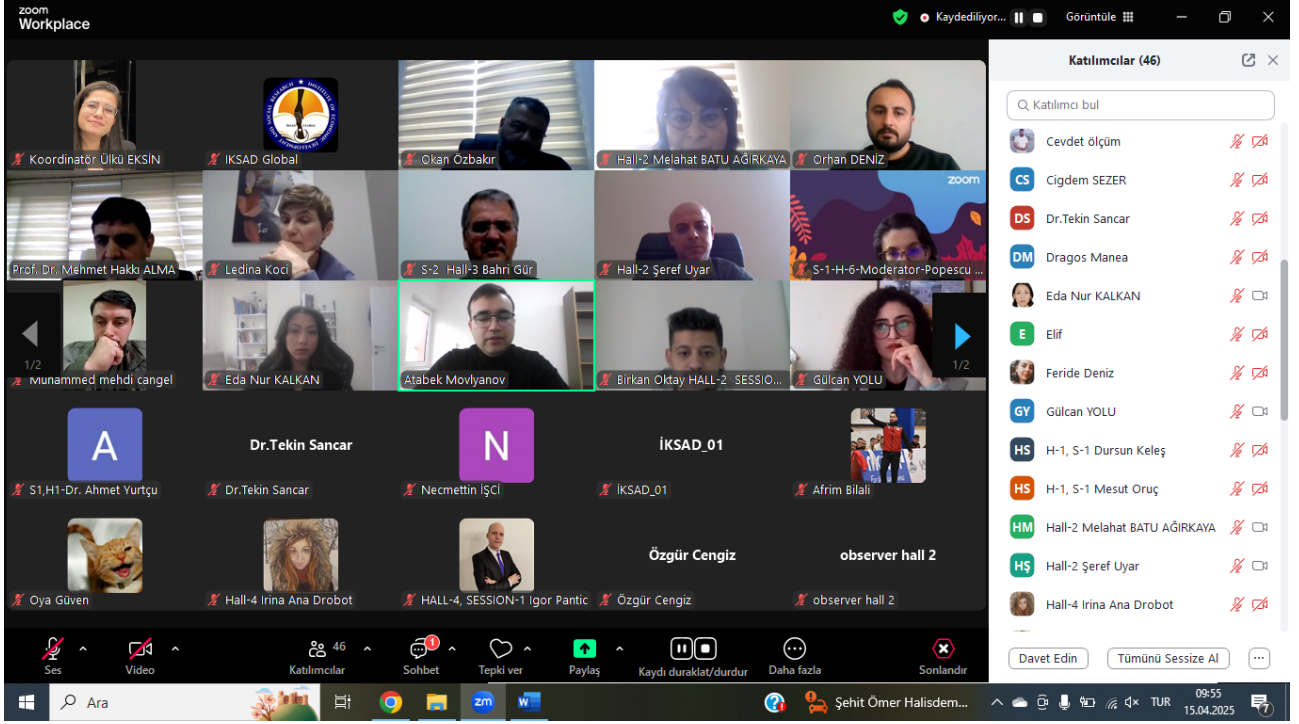 zoom
Workplace
Kaydediliyor...
Görüntüle
Koordinatör Ülkü EKSİN
IKSAD Global
Okan Özbakır
Hall-2 Melahat BATU AĞIRKAYA
Orhan DENİZ
zoom
Prof. Dr. Mehmet Hakkı ALMA
Ledina Koci
S-2 Hall-3 Bahri Gür
Hall-2 Şeref Uyar
S-1-H-6-Moderator-Popescu ...
1/2
1/2
Muhammed mehdi cangel
Eda Nur KALKAN
Atabek Movlyanov
Birkan Oktay HALL-2 SESSIO...
Gülcan YOLU
A
Dr.Tekin Sancar
N
İKSAD_01
S1,H1-Dr. Ahmet Yurtçu
Dr.Tekin Sancar
Necmettin İŞCİ
İKSAD_01
Afrim Bilali
Özgür Cengiz
observer hall 2
Oya Güven
Hall-4 Irina Ana Drobot
HALL-4, SESSION-1 Igor Pantic
Özgür Cengiz
observer hall 2
Ses
Video
46
Katılımcılar
1
Sohbet
Tepki ver
Paylaş
Kaydı duraklat/durdur
Daha fazla
Sonlandır
Katılımcılar (46)
Katılımcı bul
Cevdet ölçüm
CS Cigdem SEZER
DS Dr.Tekin Sancar
DM Dragos Manea
Eda Nur KALKAN
E Elif
Feride Deniz
GY Gülcan YOLU
HS H-1, S-1 Dursun Keleş
HS H-1, S-1 Mesut Oruç
HM Hall-2 Melahat BATU AĞIRKAYA
HŞ Hall-2 Şeref Uyar
Hall-4 Irina Ana Drobot
Davet Edin
Tümünü Sessize Al
Ara
zm
W
Şehit Ömer Halisdem...
TUR
09:55
15.04.2025
7